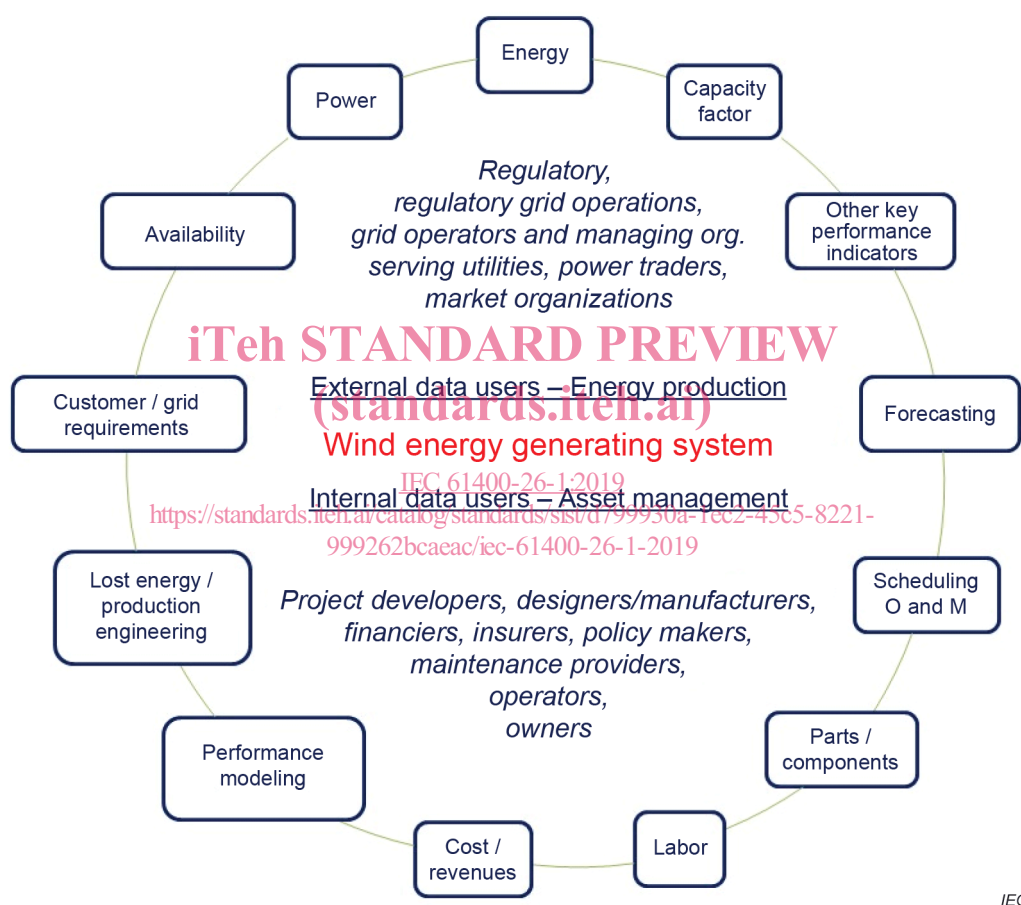 Energy
Power
Capacity
factor
Availability
Other key
performance
indicators
Regulatory,
regulatory grid operations,
grid operators and managing org.
serving utilities, power traders,
market organizations
iTeh STANDARD PREVIEW
(standards.iteh.ai)
External data users – Energy production
Customer / grid
requirements
Forecasting
Wind energy generating system
IEC 61400-26-1:2019
Internal data users – Asset management
https://standards.iteh.ai/catalog/standards/sist/d799930a-1ec2-45c5-8221-
999262bcaeac/iec-61400-26-1-2019
Lost energy /
production
engineering
Scheduling
O and M
Project developers, designers/manufacturers,
financiers, insurers, policy makers,
maintenance providers,
operators,
owners
Performance
modeling
Parts /
components
Cost /
revenues
Labor
IEC